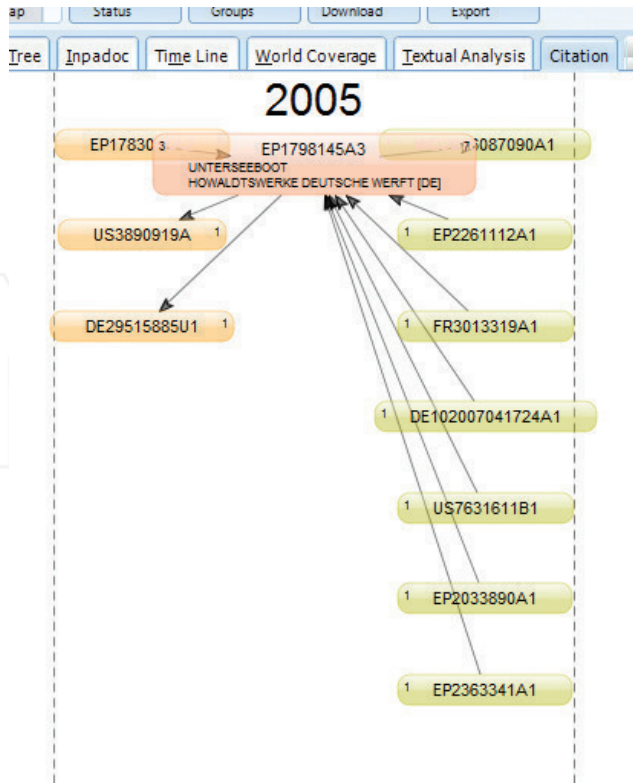 ap Status Groups Download Export
Tree Inpadoc Time Line World Coverage Textual Analysis Citation
2005
EP17830 3 EP1798145A3 17 6087090A1
UNTERSEEBOOT
HOWALDTSWERKE DEUTSCHE WERFT [DE]
US3890919A 1 1 EP2261112A1
DE29515885U1 1 1 FR3013319A1
1 DE102007041724A1
1 US7631611B1
1 EP2033890A1
1 EP2363341A1